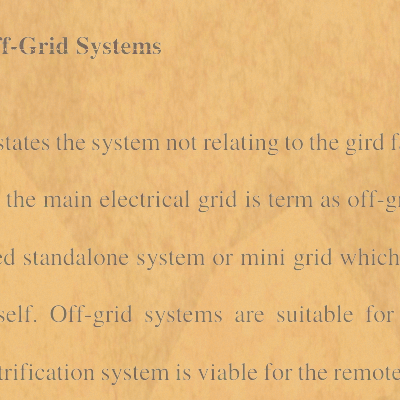 ff-Grid Systems
states the system not relating to the gird f
the main electrical grid is term as off-gr
ed standalone system or mini grid which
self. Off-grid systems are suitable for
trification system is viable for the remote